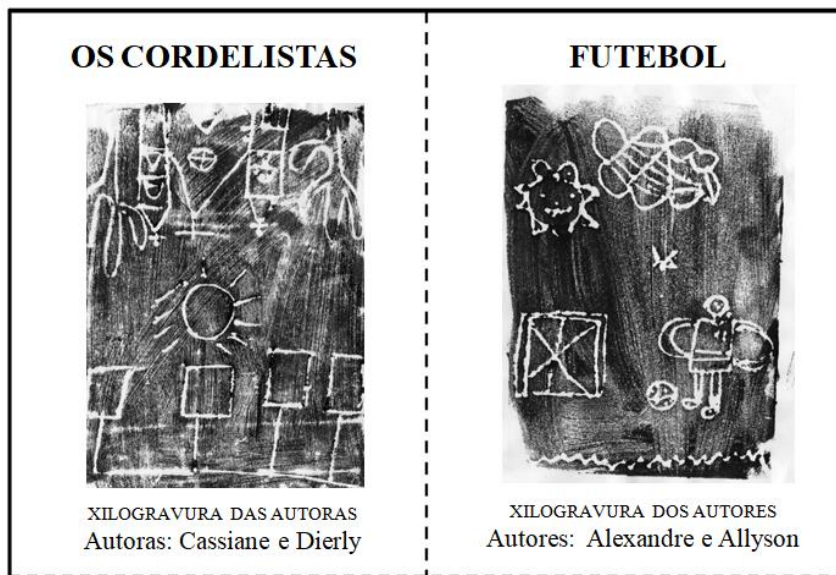 OS CORDELISTAS
XILOGRAVURA DAS AUTORAS
Autoras: Cassiane e Dierly
FUTEBOL
XILOGRAVURA DOS AUTORES
Autores: Alexandre e Allyson